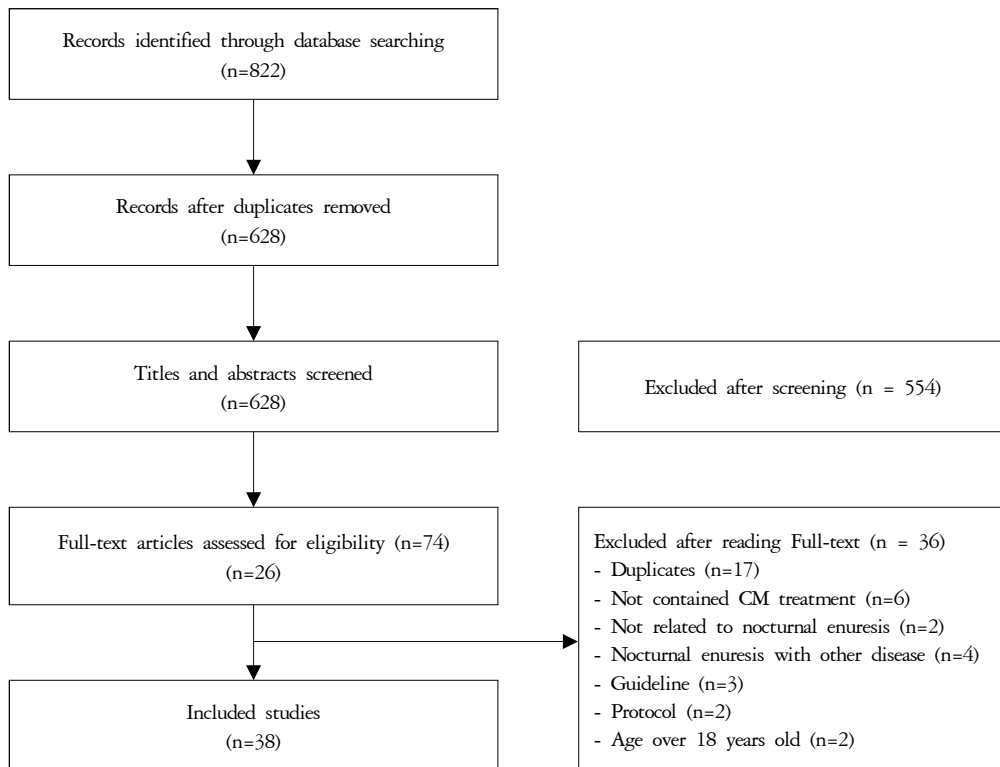 Records identified through database searching
(n=822)
Records after duplicates removed
(n=628)
Titles and abstracts screened
(n=628)
Excluded after screening (n = 554)
Full-text articles assessed for eligibility (n=74)
(n=26)
Excluded after reading Full-text (n = 36)
- Duplicates (n=17)
- Not contained CM treatment (n=6)
- Not related to nocturnal enuresis (n=2)
- Nocturnal enuresis with other disease (n=4)
- Guideline (n=3)
- Protocol (n=2)
- Age over 18 years old (n=2)
Included studies
(n=38)